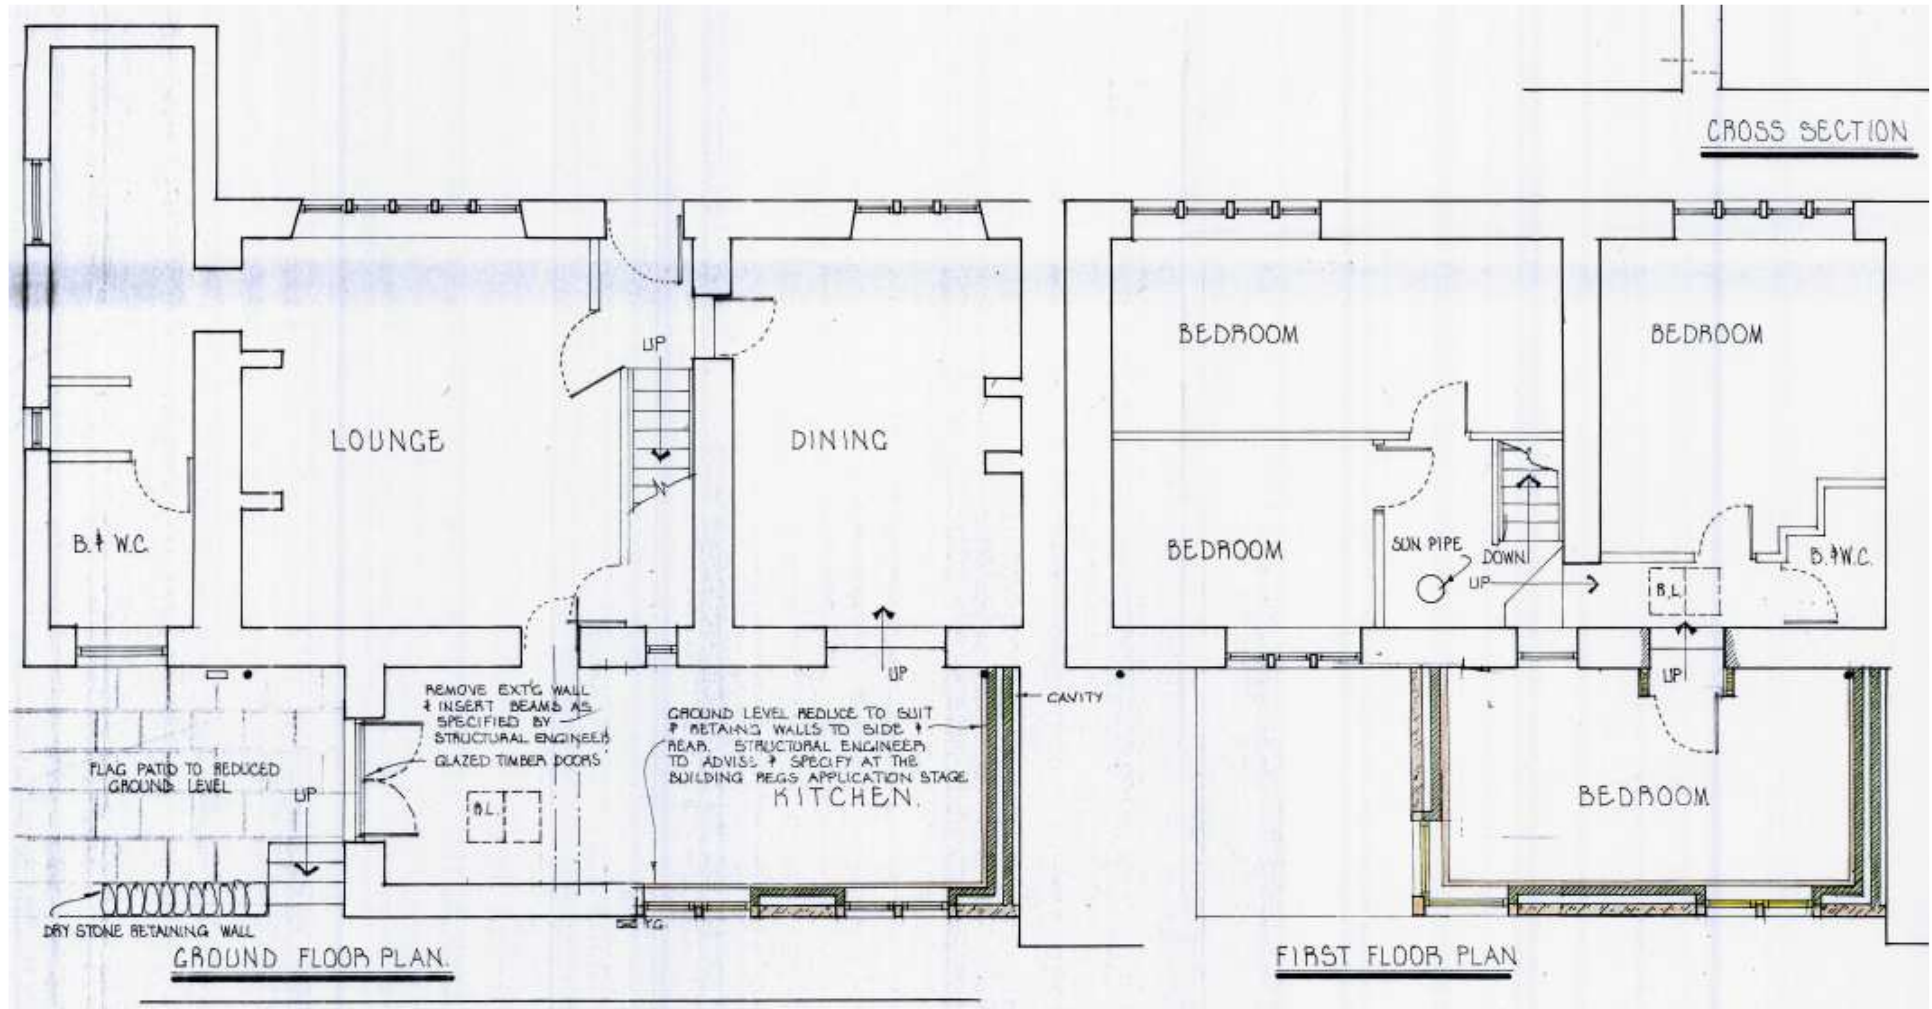 CROSS SECTION
UP
LOUNGE
DINING
B. & W.C.
UP
REMOVE EXT'G WALL
& INSERT BEAMS AS
SPECIFIED BY
STRUCTURAL ENGINEER
GLAZED TIMBER DOORS
GROUND LEVEL REDUCE TO SUIT
& RETAINING WALLS TO SIDE &
REAR. STRUCTURAL ENGINEER
TO ADVISE & SPECIFY AT THE
BUILDING REGS APPLICATION STAGE
KITCHEN.
CAVITY
FLAG PATIO TO REDUCED
GROUND LEVEL
UP
B.L.
DRY STONE RETAINING WALL
GROUND FLOOR PLAN.
BEDROOM
BEDROOM
BEDROOM
SUN PIPE
DOWN
UP
B.L.
B. & W.C.
UP
BEDROOM
FIRST FLOOR PLAN